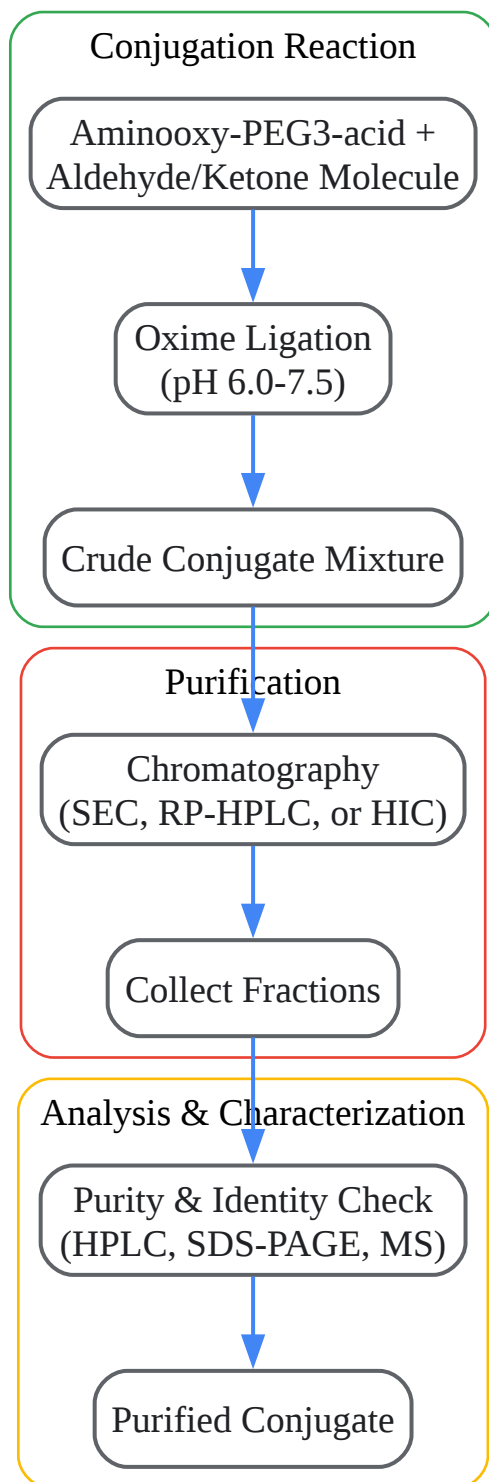 Conjugation Reaction
Aminooxy-PEG3-acid +
Aldehyde/Ketone Molecule
Oxime Ligation
(pH 6.0-7.5)
Crude Conjugate Mixture
Purification
Chromatography
(SEC, RP-HPLC, or HIC)
Collect Fractions
Analysis & Characterization
Purity & Identity Check
(HPLC, SDS-PAGE, MS)
Purified Conjugate